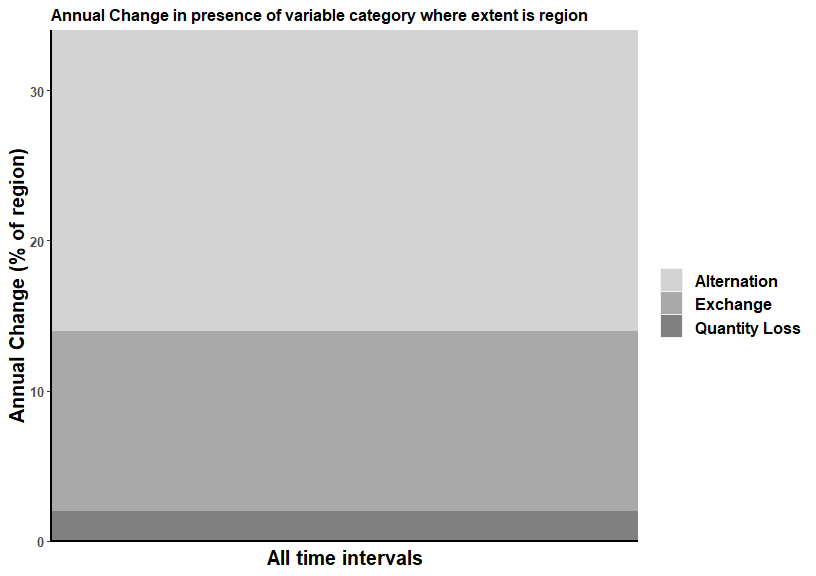 Annual Change in presence of variable category where extent is region
Annual Change (% of region)
30
20
10
0
All time intervals
Alternation
Exchange
Quantity Loss